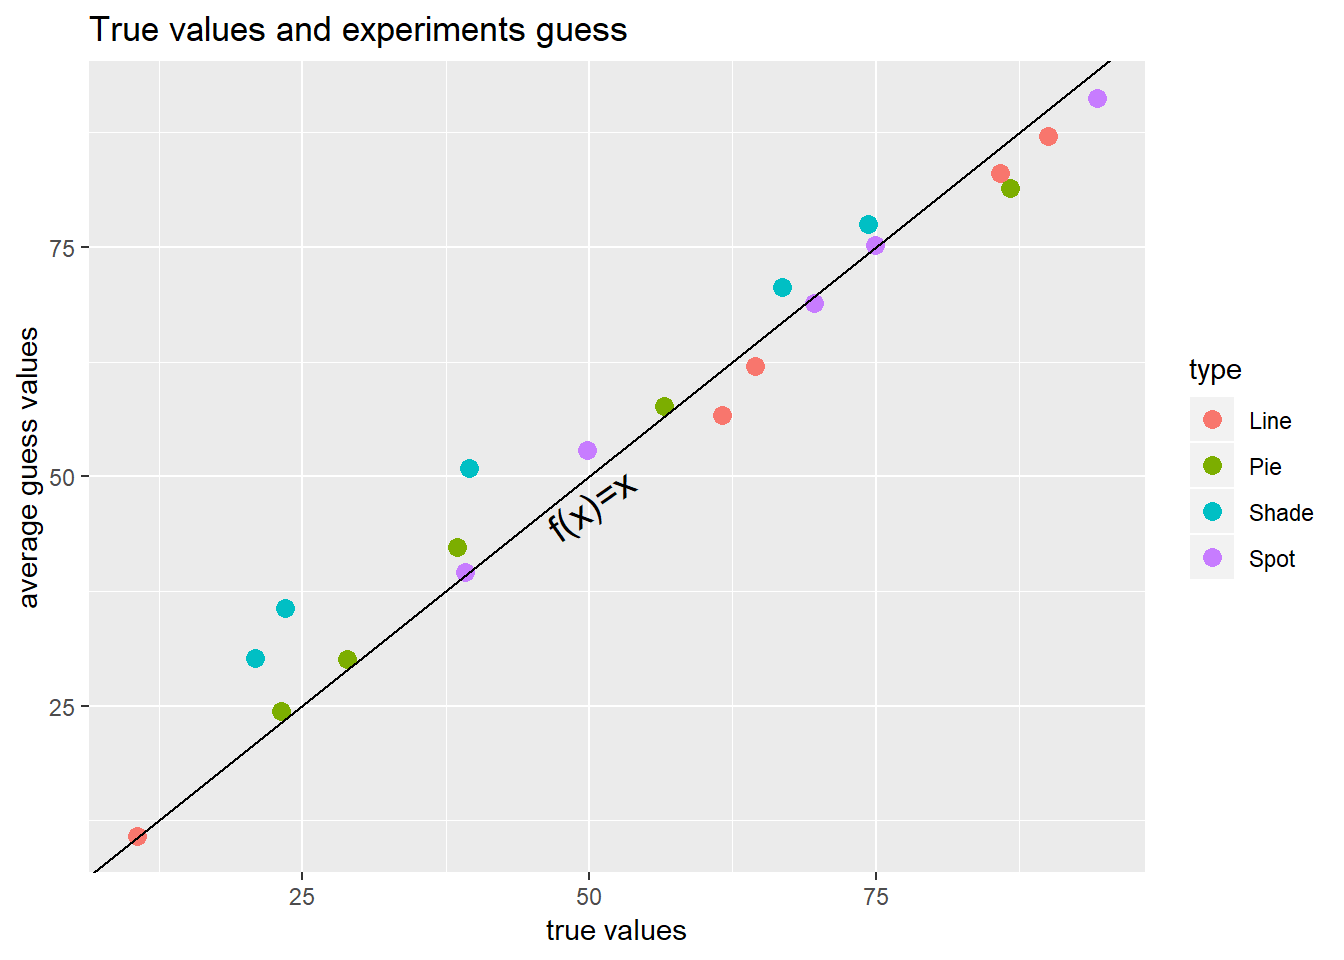 True values and experiments guess
average guess values
75
50
25
f(x)=x
25
50
75
true values
type
Line
Pie
Shade
Spot